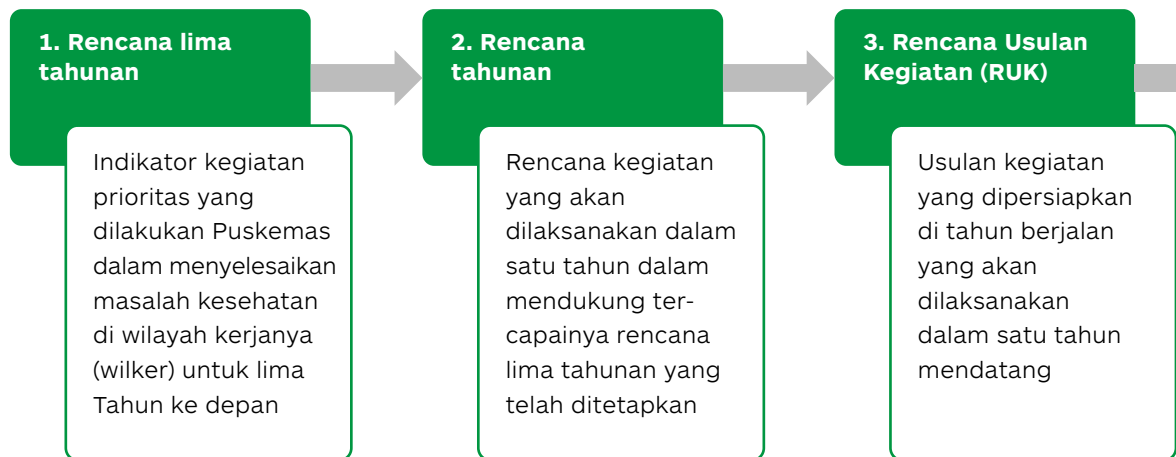 1. Rencana lima
tahunan
Indikator kegiatan
prioritas yang
dilakukan Puskemas
dalam menyelesaikan
masalah kesehatan
di wilayah kerjanya
(wilker) untuk lima
Tahun ke depan
2. Rencana
tahunan
Rencana kegiatan
yang akan
dilaksanakan dalam
satu tahun dalam
mendukung ter-
capainya rencana
lima tahunan yang
telah ditetapkan
3. Rencana Usulan
Kegiatan (RUK)
Usulan kegiatan
yang dipersiapkan
di tahun berjalan
yang akan
dilaksanakan
dalam satu tahun
mendatang